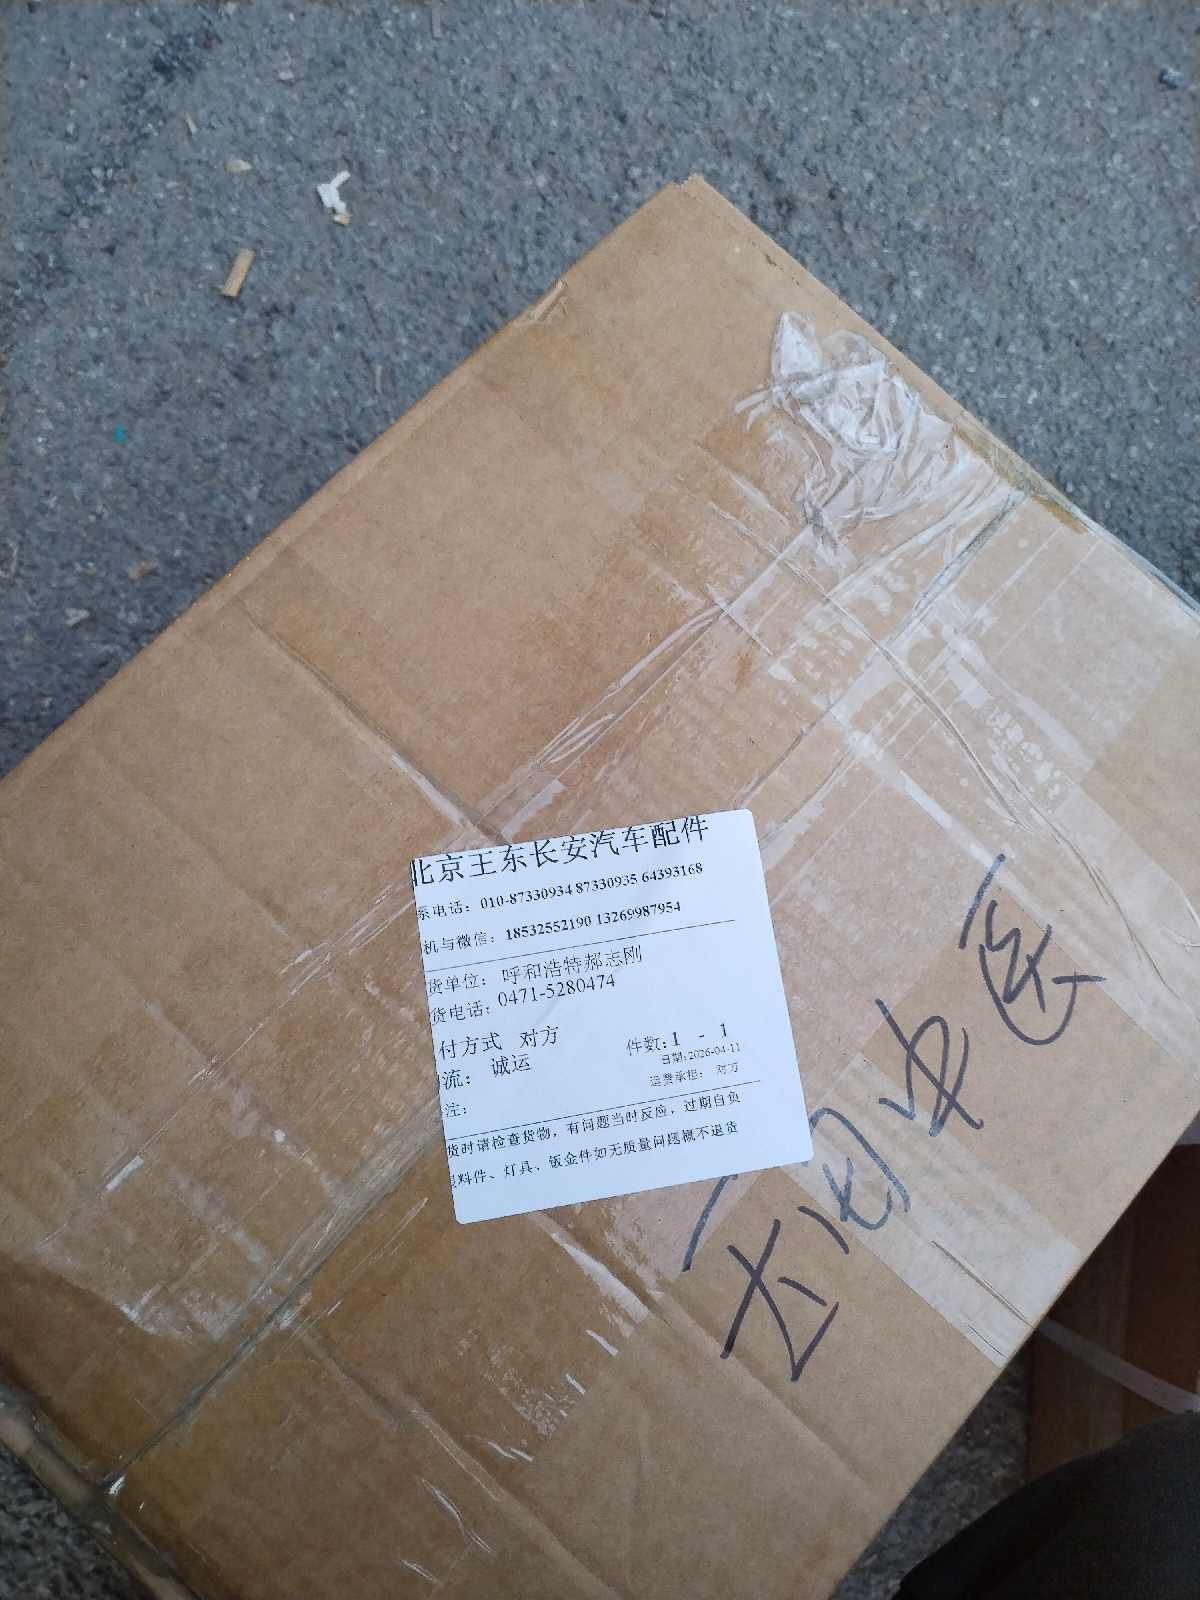 北京王东长安汽车配件
系电话：010-87330934 87330935 64393168
机与微信：18532552190 13269987954
货单位：呼和浩特郝志刚
货电话：0471-5280474
付方式 对方
件数：1 - 1
流：诚运
日期：2026-04-11
运费承担：对方
注：
货时请检查货物，有问题当时反应，过期自负
料件、灯具、钣金件如无质量问题概不退货